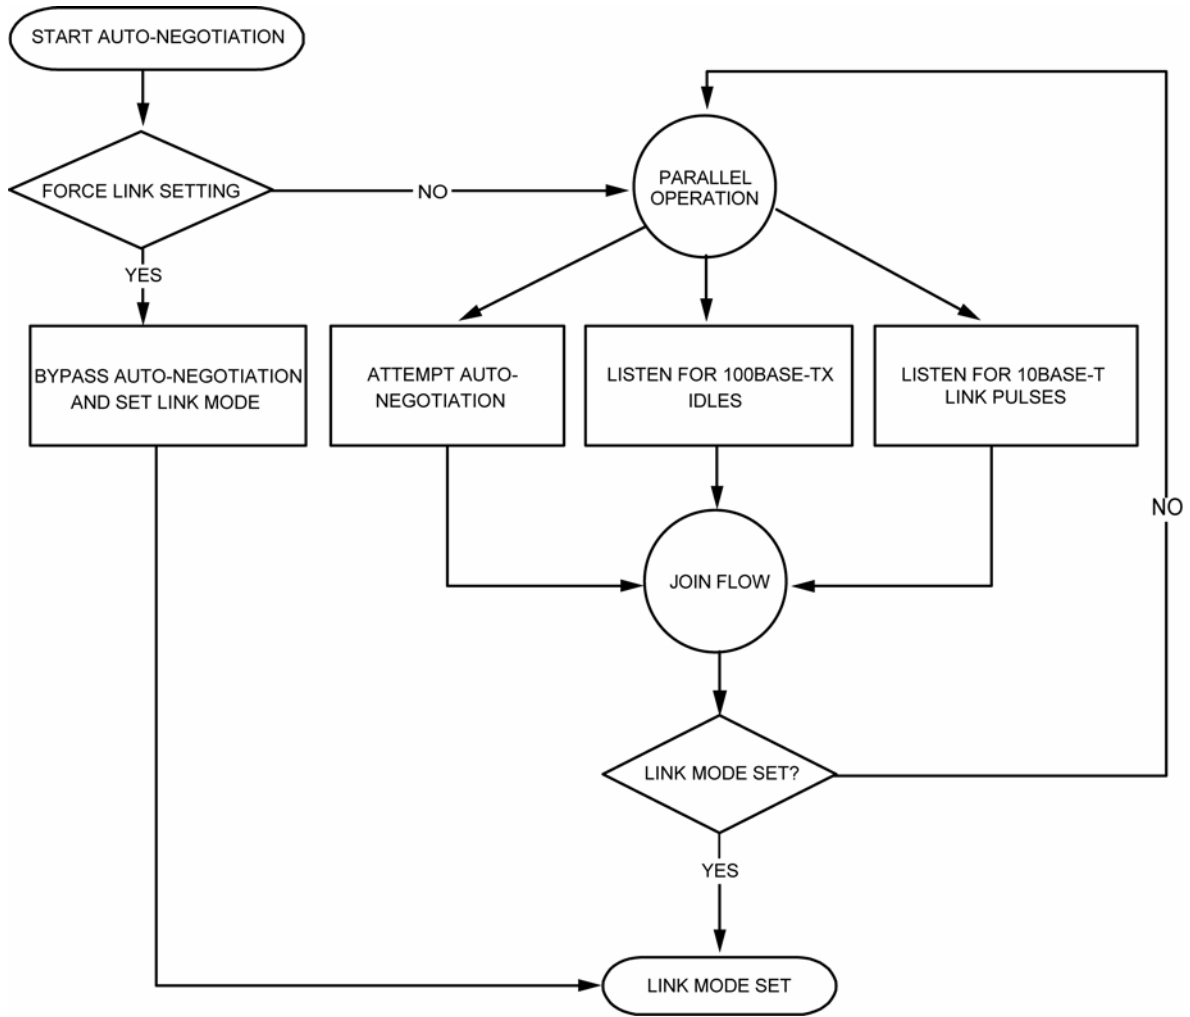 START AUTO-NEGOTIATION
FORCE LINK SETTING
NO
PARALLEL
OPERATION
YES
BYPASS AUTO-NEGOTIATION
AND SET LINK MODE
ATTEMPT AUTO-
NEGOTIATION
LISTEN FOR 100BASE-TX
IDLES
LISTEN FOR 10BASE-T
LINK PULSES
NO
JOIN FLOW
LINK MODE SET?
YES
LINK MODE SET